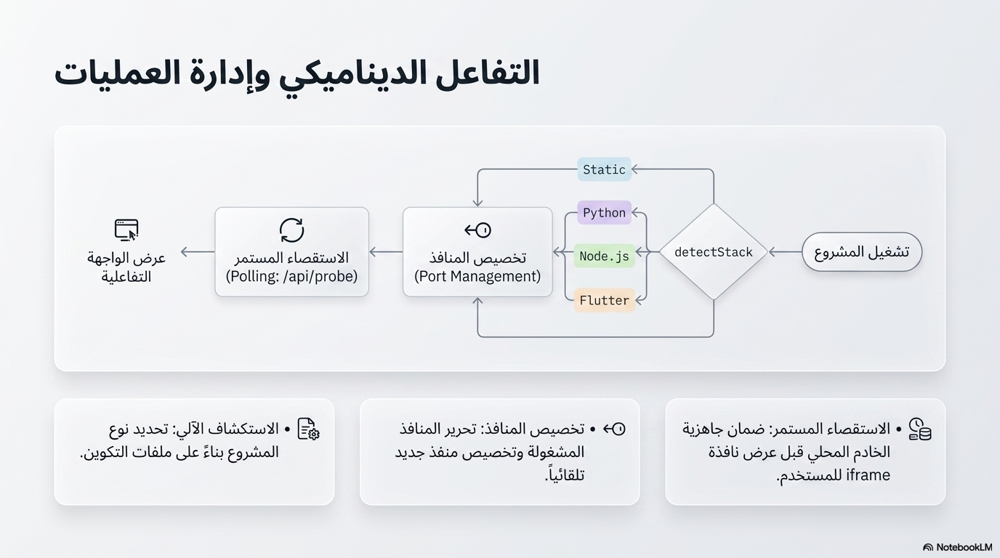 التفاعل الديناميكي وإدارة العمليات
تشغيل المشروع
detectStack
Static
Python
Node.js
Flutter
تخصيص المنافذ
(Port Management)
الاستقصاء المستمر
(Polling: /api/probe)
عرض الواجهة
التفاعلية
• الاستقصاء المستمر: ضمان جاهزية
الخادم المحلي قبل عرض نافذة
iframe للمستخدم.
• تخصيص المنافذ: تحرير المنافذ
المشغولة وتخصيص منفذ جديد
تلقائياً.
• الاستكشاف الآلي: تحديد نوع
المشروع بناءً على ملفات التكوين.
NotebookLM